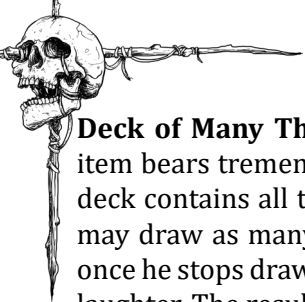 Deck of Many Th
item bears tremen
deck contains all t
may draw as many
once he stops draw
laughter. The resul